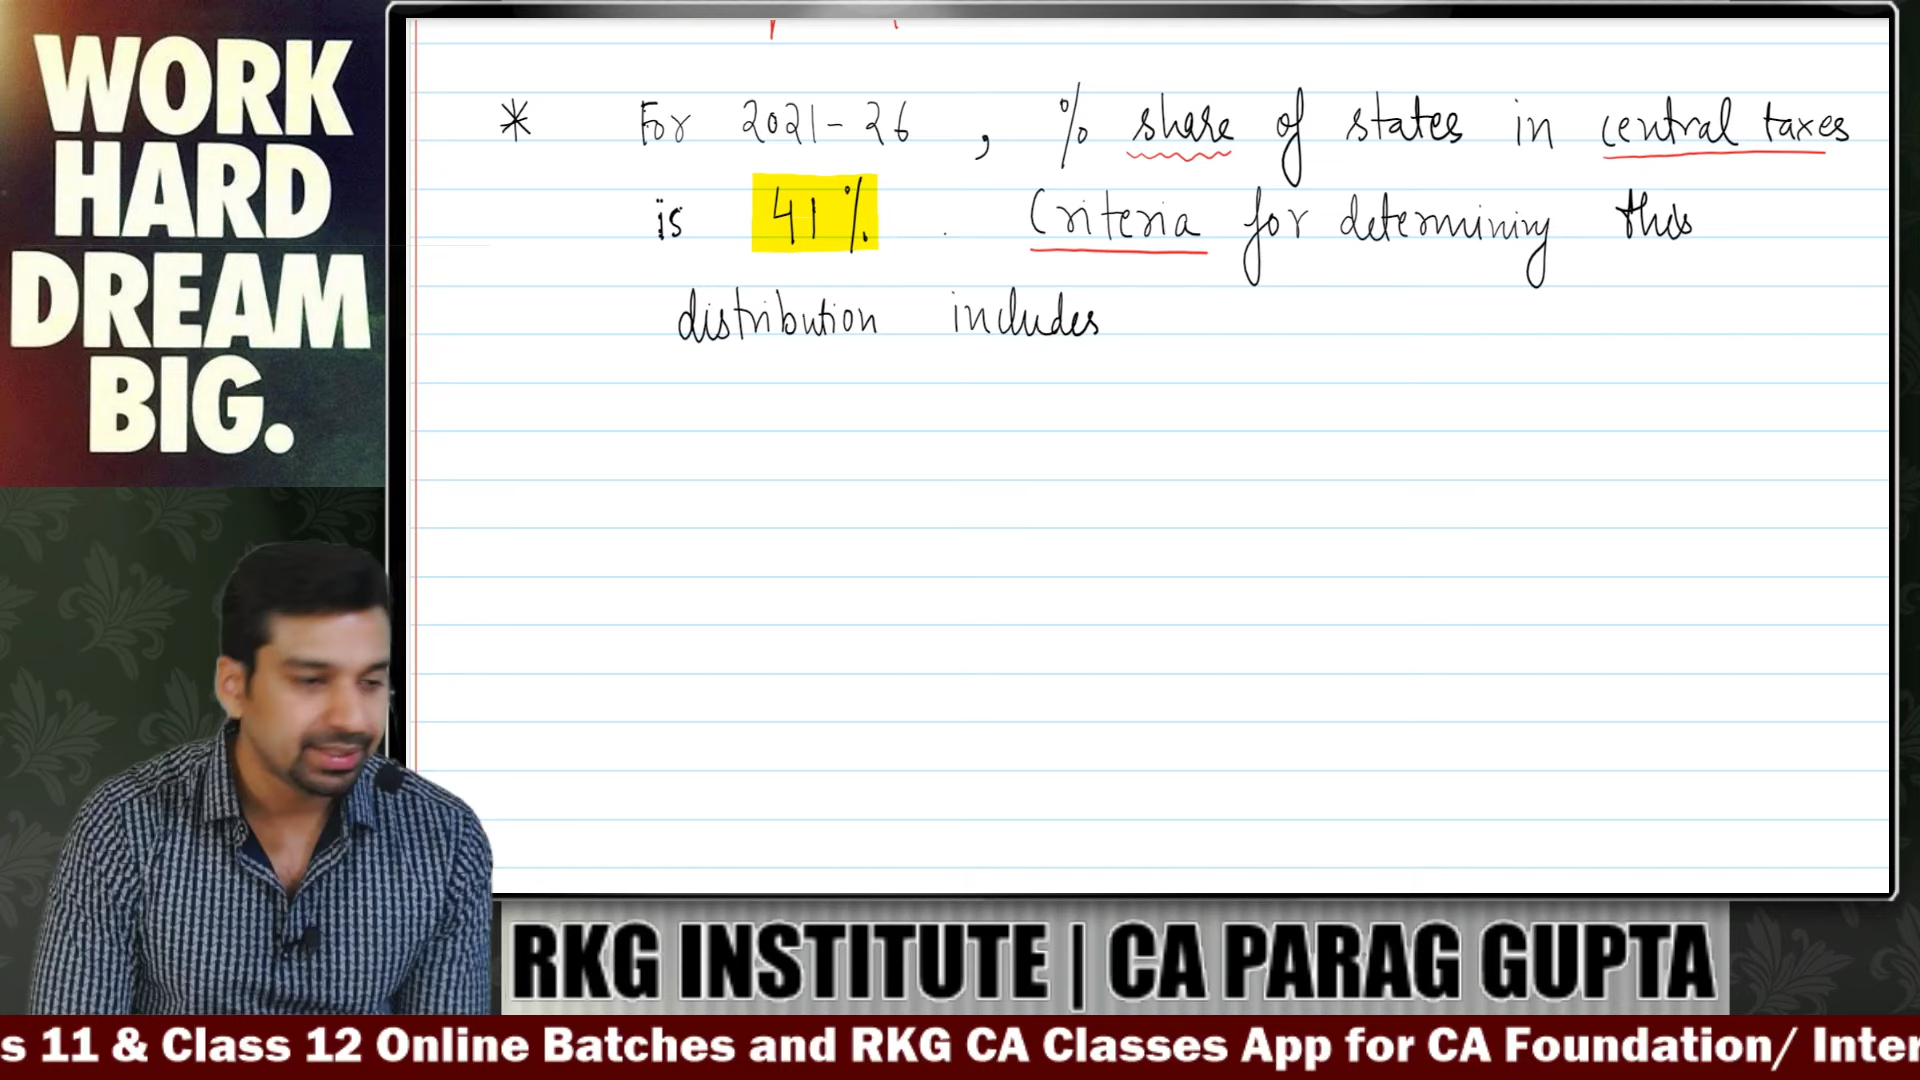 WORK
HARD
DREAM
BIG.
* For 2021-26, % share of states in central taxes
is 41%. Criteria for determining this
distribution includes
RKG INSTITUTE | CA PARAG GUPTA
s 11 & Class 12 Online Batches and RKG CA Classes App for CA Foundation/ Inter